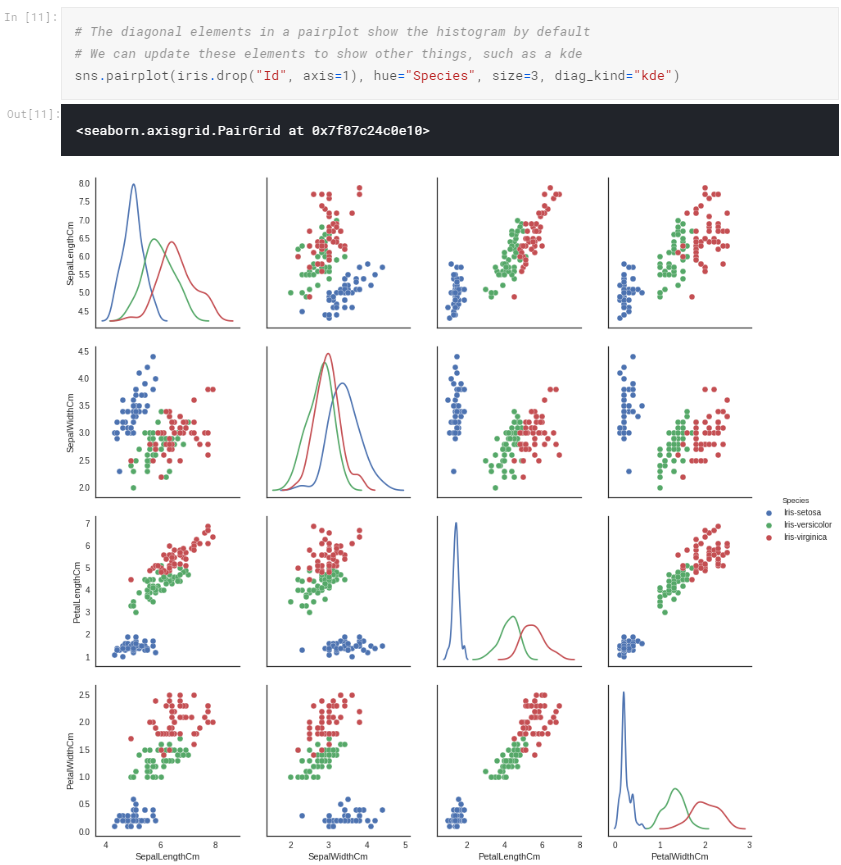 In [11]:
# The diagonal elements in a pairplot show the histogram by default
# We can update these elements to show other things, such as a kde
sns.pairplot(iris.drop("Id", axis=1), hue="Species", size=3, diag_kind="kde")
Out[11]:
<seaborn.axisgrid.PairGrid at 0x7f87c24c0e10>
SepalLengthCm
8.0
7.5
7.0
6.5
6.0
5.5
5.0
4.5
SepalWidthCm
4.5
4.0
3.5
3.0
2.5
2.0
Species
Iris-setosa
Iris-versicolor
Iris-virginica
PetalLengthCm
7
6
5
4
3
2
1
PetalWidthCm
2.5
2.0
1.5
1.0
0.5
0.0
4 6 8
SepalLengthCm
2 3 4 5
SepalWidthCm
2 4 6 8
PetalLengthCm
0 1 2 3
PetalWidthCm